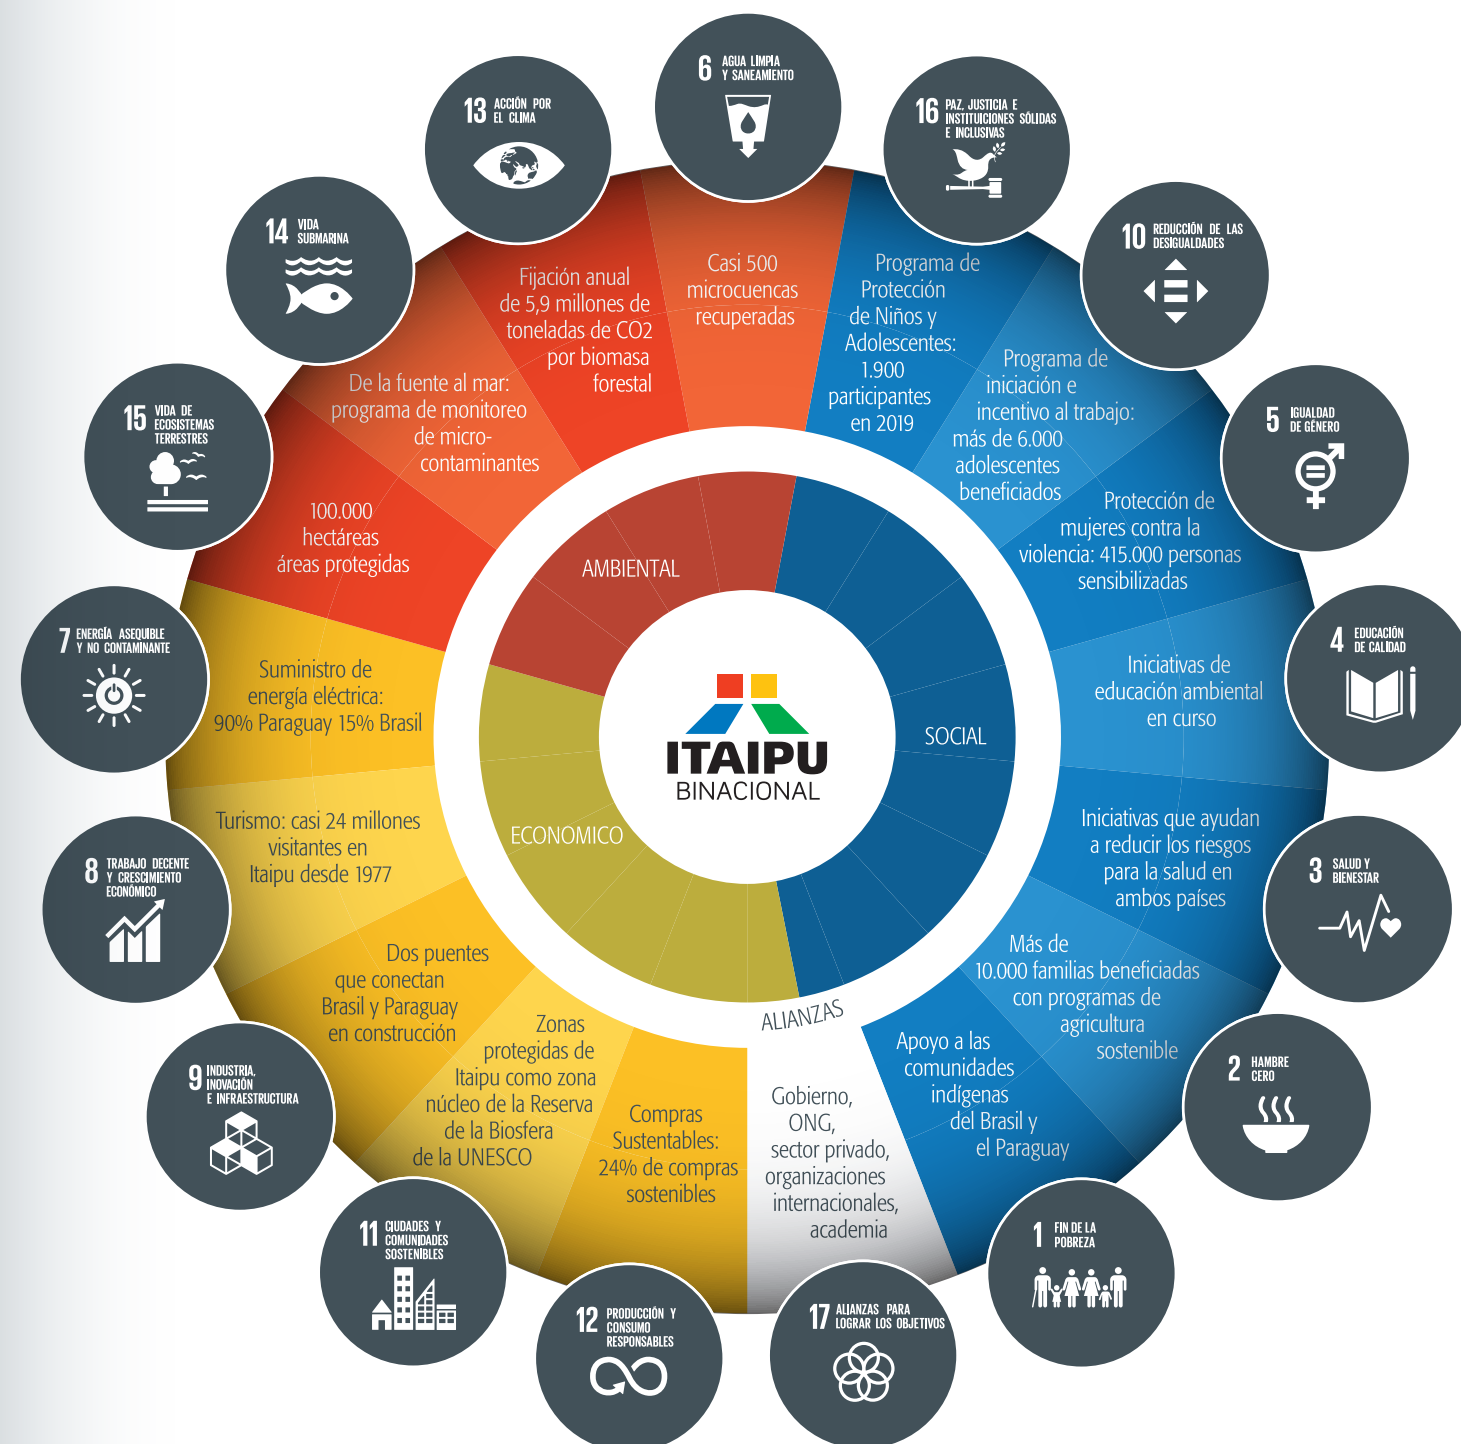 6 AGUA LIMPIA
Y SANEAMIENTO
16 PAZ, JUSTICIA E
INSTITUICIONES SÓLIDAS
E INCLUSIVAS
10 REDUCCIÓN DE LAS
DESIGUALDADES
5 IGUALDAD
DE GÉNERO
4 EDUCACIÓN
DE CALIDAD
3 SALUD Y
BIENESTAR
2 HAMBRE
CERO
1 FIN DE LA
POBREZA
17 ALIANZAS PARA
LOGRAR LOS OBJETIVOS
12 PRODUCCIÓN Y
CONSUMO
RESPONSABLES
11 CIUDADES Y
COMUNIDADES
SOSTENIBLES
9 INDUSTRIA,
INOVACIÓN
E INFRAESTRUCTURA
8 TRABAJO DECENTE
Y CRESCIMIENTO
ECONÓMICO
7 ENERGÍA ASEQUIBLE
Y NO CONTAMINANTE
15 VIDA DE
ECOSISTEMAS
TERRESTRES
14 VIDA
SUBMARINA
13 ACCIÓN POR
EL CLIMA
Casi 500
microcuencas
recuperadas
Programa de
Protección
de Niños y
Adolescentes:
1.900
participantes
en 2019
Programa de
iniciación e
incentivo al trabajo:
más de 6.000
adolescentes
beneficiados
Protección de
mujeres contra la
violencia: 415.000 personas
sensibilizadas
Iniciativas de
educación ambiental
en curso
Iniciativas que ayudan
a reducir los riesgos
para la salud en
ambos países
Más de
10.000 familias beneficiadas
con programas de
agricultura
sostenible
Apoyo a las
comunidades
indígenas
del Brasil y
el Paraguay
Gobierno,
ONG,
sector privado,
organizaciones
internacionales,
academia
Compras
Sustentables:
24% de compras
sostenibles
Zonas
protegidas de
Itaipu como zona
núcleo de la Reserva
de la Biosfera
de la UNESCO
Dos puentes
que conectan
Brasil y Paraguay
en construcción
Turismo: casi 24 millones
visitantes en
Itaipu desde 1977
Suministro de
energía eléctrica:
90% Paraguay 15% Brasil
100.000
hectáreas
áreas protegidas
De la fuente al mar:
programa de monitoreo
de micro-
contaminantes
Fijación anual
de 5,9 millones de
toneladas de CO2
por biomasa
forestal
AMBIENTAL
SOCIAL
ECONÓMICO
ALIANZAS
ITAIPU
BINACIONAL